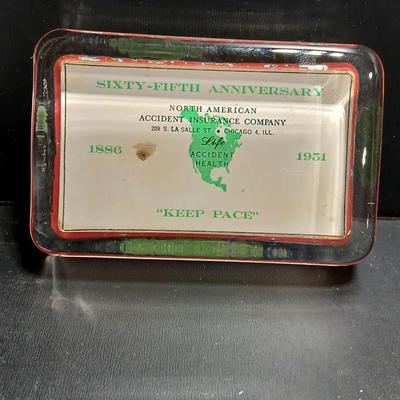 SIXTY-FIFTH ANNIVERSARY
NORTH AMERICAN
ACCIDENT INSURANCE COMPANY
209 S. LA SALLE ST. CHICAGO 4, ILL.
Life
1886 ACCIDENT 1951
HEALTH
"KEEP PACE"